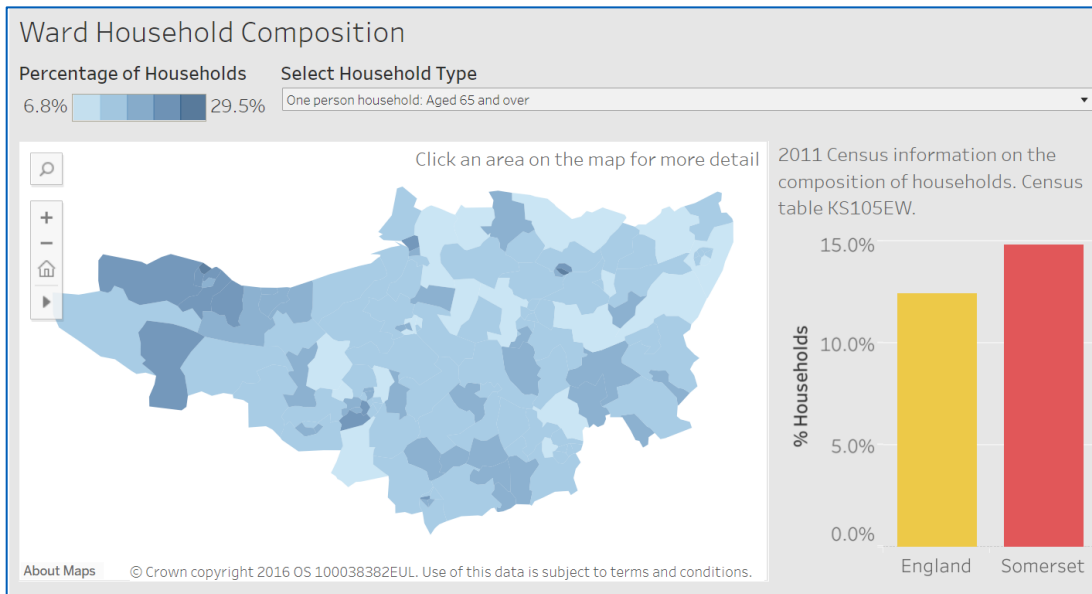 Ward Household Composition
Percentage of Households
6.8% 29.5%
Select Household Type
One person household: Aged 65 and over
Click an area on the map for more detail
2011 Census information on the
composition of households. Census
table KS105EW.
15.0%
10.0%
5.0%
0.0%
% Households
England Somerset
About Maps
© Crown copyright 2016 OS 100038382EUL. Use of this data is subject to terms and conditions.